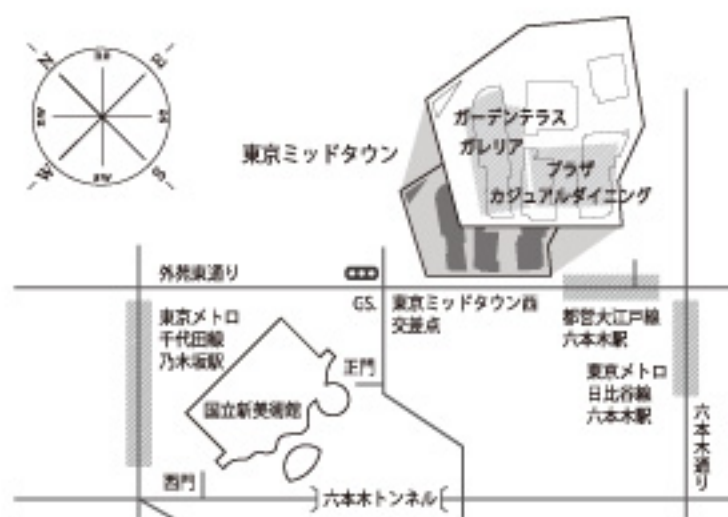 N
NE
E
SE
S
SW
W
NW
ガーデンテラス
ガレリア
プラザ
カジュアルダイニング
東京ミッドタウン
外苑東通り
GS.
東京ミッドタウン西
交差点
都営大江戸線
六本木駅
東京メトロ
千代田線
乃木坂駅
正門
東京メトロ
日比谷線
六本木駅
国立新美術館
六本木通り
西門
六本木トンネル